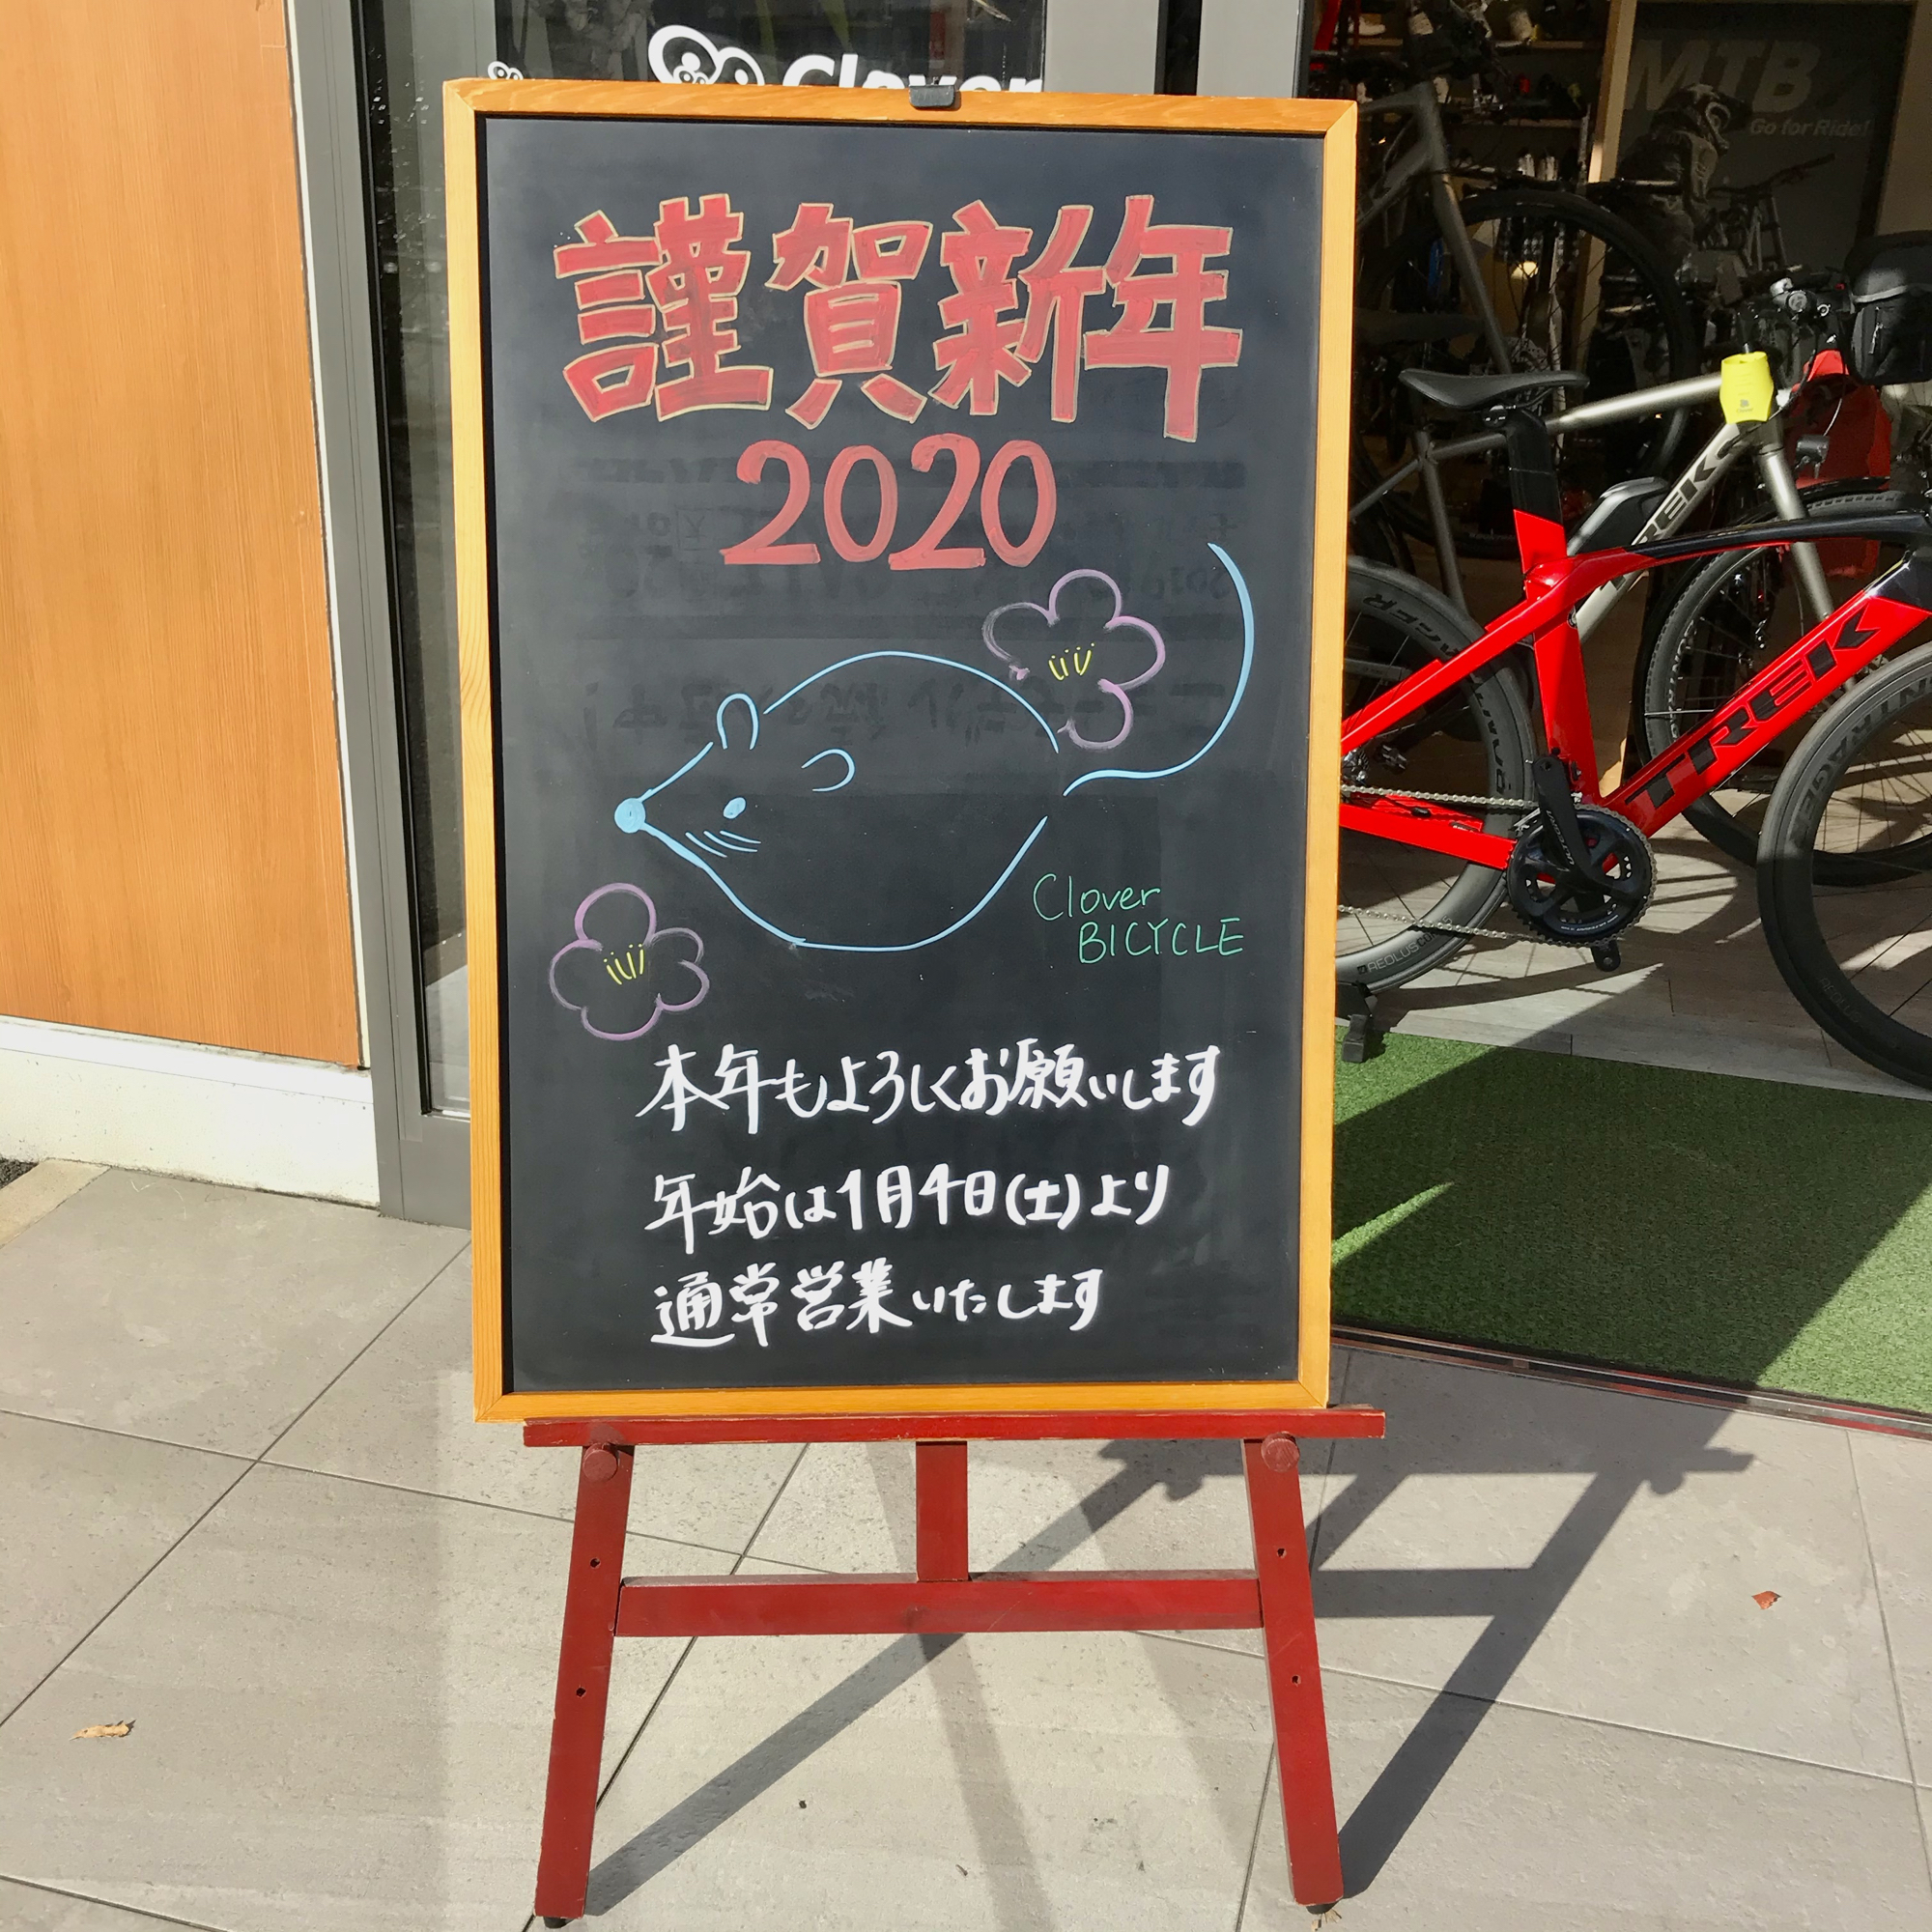 Clover
MTB
Go for Ride!
謹賀新年
2020
TREK
TREK
Clover
BICYCLE
AEOLUS
本年もよろしくお願いします
年始は1月4日(土)より
通常営業いたします